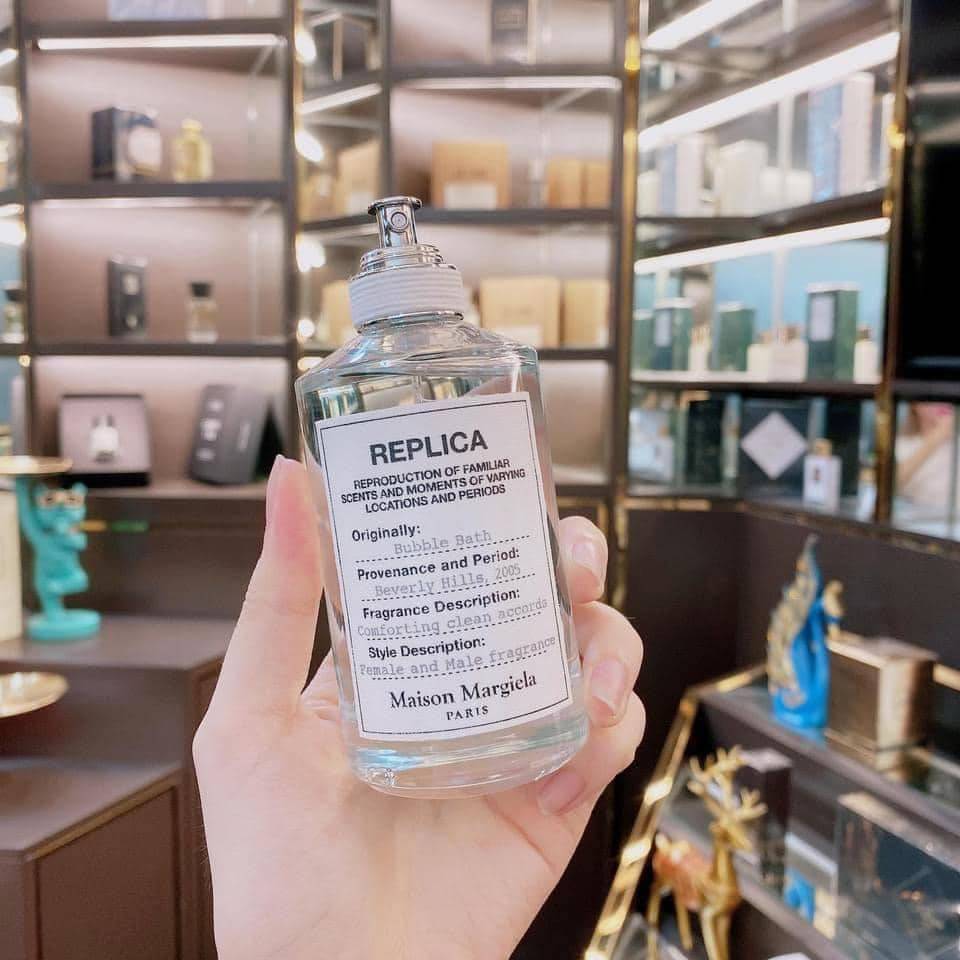 REPLICA
REPRODUCTION OF FAMILIAR
SCENTS AND MOMENTS OF VARYING
LOCATIONS AND PERIODS
Originally:
Bubble Bath
Provenance and Period:
Beverly Hills, 2005
Fragrance Description:
Comforting clean accords
Style Description:
Female and Male fragrance
Maison Margiela
PARIS